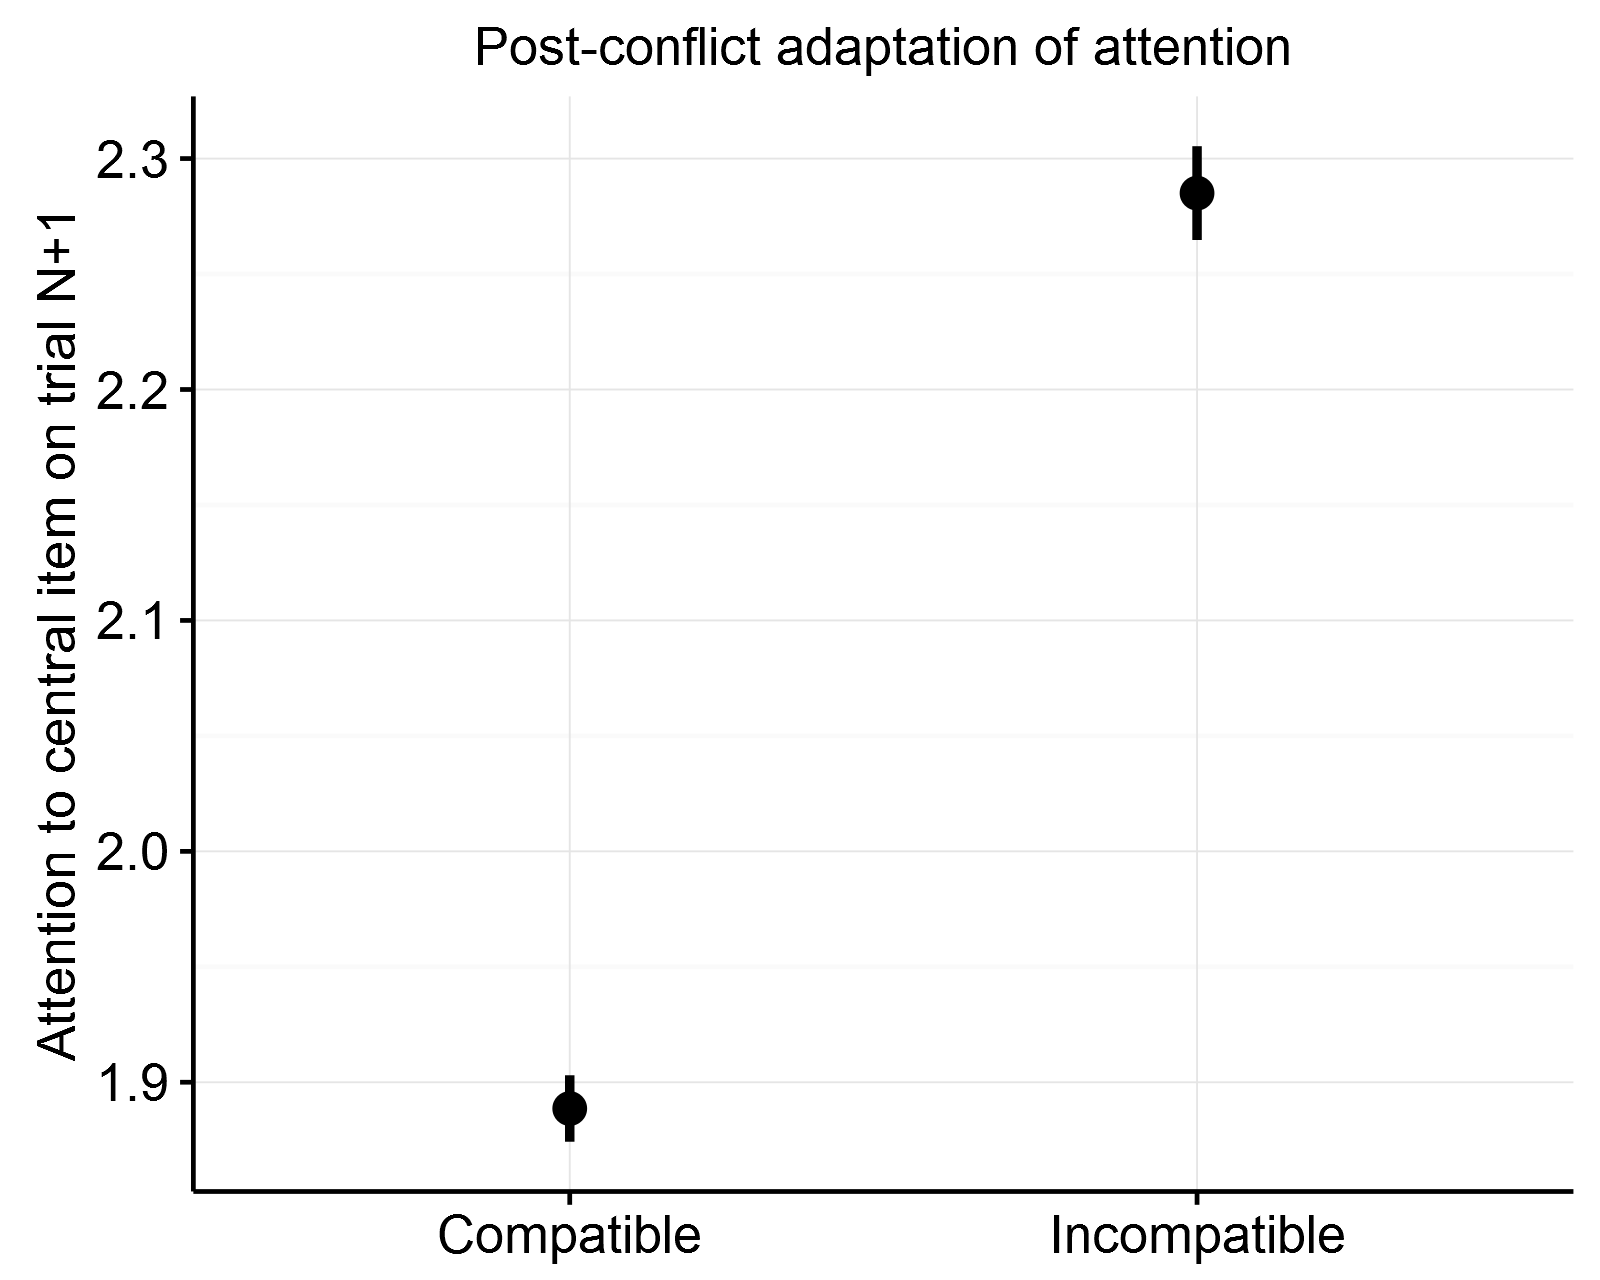 Post-conflict adaptation of attention
Attention to central item on trial N+1
2.3
2.2
2.1
2.0
1.9
Compatible
Incompatible